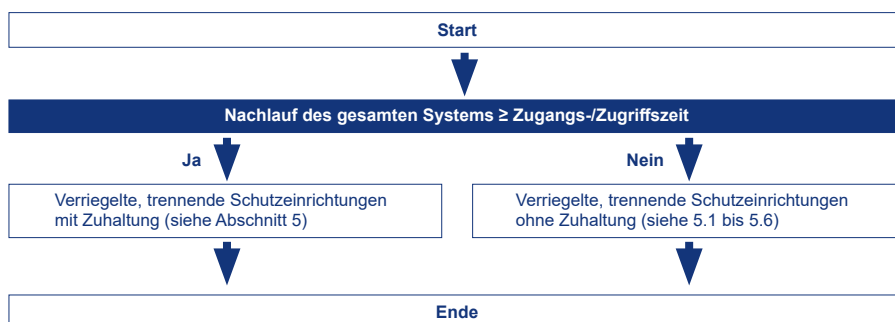 Start
Nachlauf des gesamten Systems ≥ Zugangs-/Zugriffszeit
Ja
Nein
Verriegelte, trennende Schutzeinrichtungen
mit Zuhaltung (siehe Abschnitt 5)
Verriegelte, trennende Schutzeinrichtungen
ohne Zuhaltung (siehe 5.1 bis 5.6)
Ende